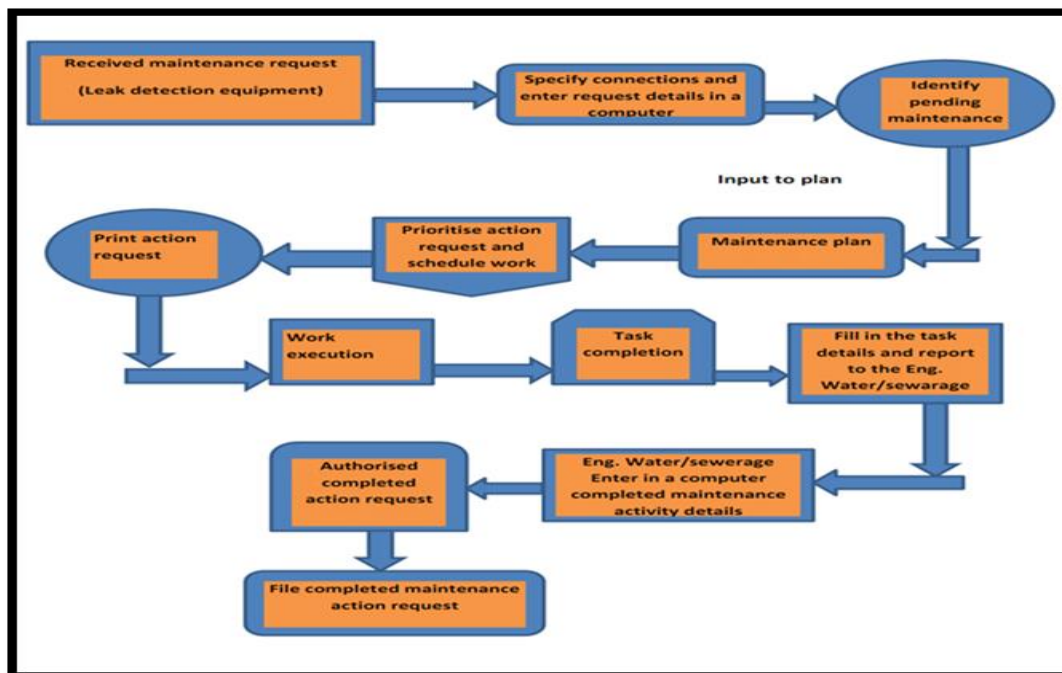 Received maintenance request
(Leak detection equipment)
Specify connections and
enter request details in a
computer
Identify
pending
maintenance
Input to plan
Maintenance plan
Prioritise action
request and
schedule work
Print action
request
Work
execution
Task
completion
Fill in the task
details and report
to the Eng.
Water/sewarage
Eng. Water/sewerage
Enter in a computer
completed maintenance
activity details
Authorised
completed
action request
File completed maintenance
action request